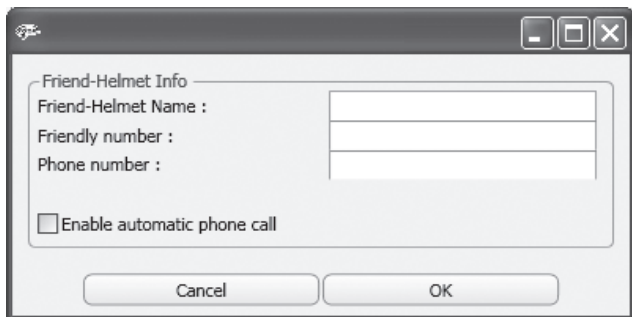 Friend-Helmet Info
Friend-Helmet Name :
Friendly number :
Phone number :
Enable automatic phone call
Cancel OK